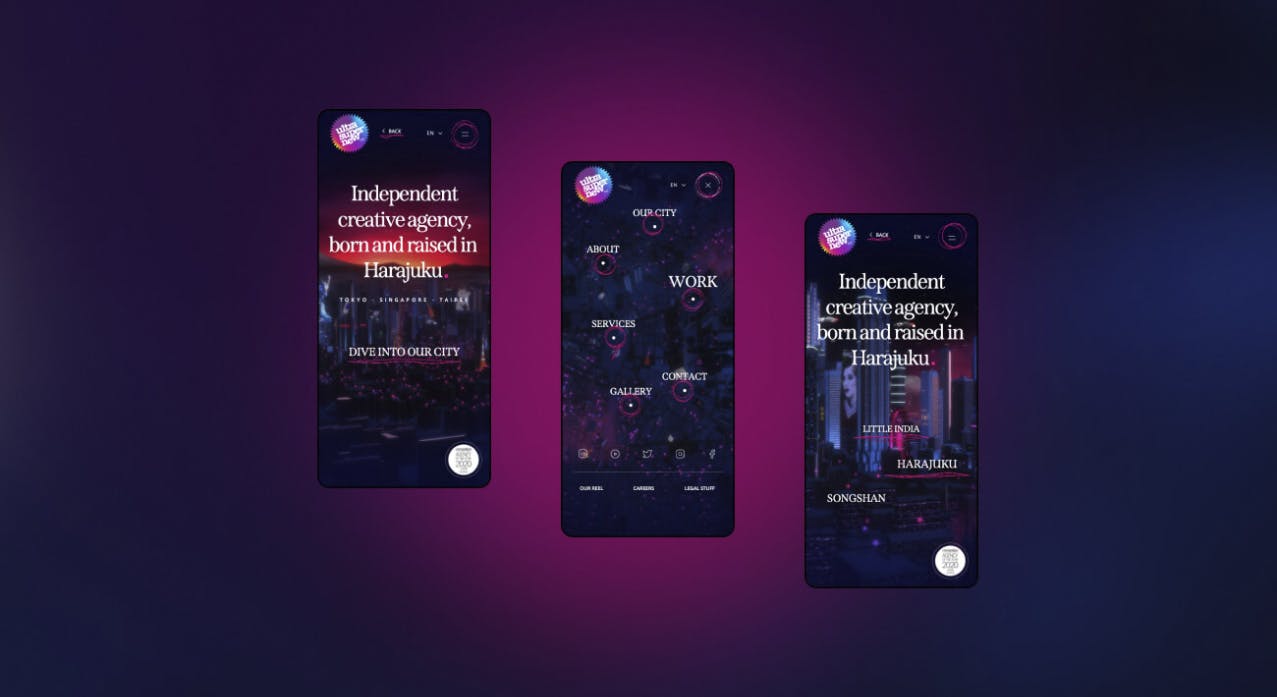 ultra
super
new
BACK
EN
Independent
creative agency,
born and raised in
Harajuku.
TOKYO · SINGAPORE · TAIPEI
DIVE INTO OUR CITY
AGENCY
2020
ultra
super
new
EN
OUR CITY
ABOUT
WORK
SERVICES
CONTACT
GALLERY
OUR REEL
CAREERS
LEGAL STUFF
ultra
super
new
BACK
EN
Independent
creative agency,
born and raised in
Harajuku.
LITTLE INDIA
HARAJUKU
SONGSHAN
AGENCY
2020